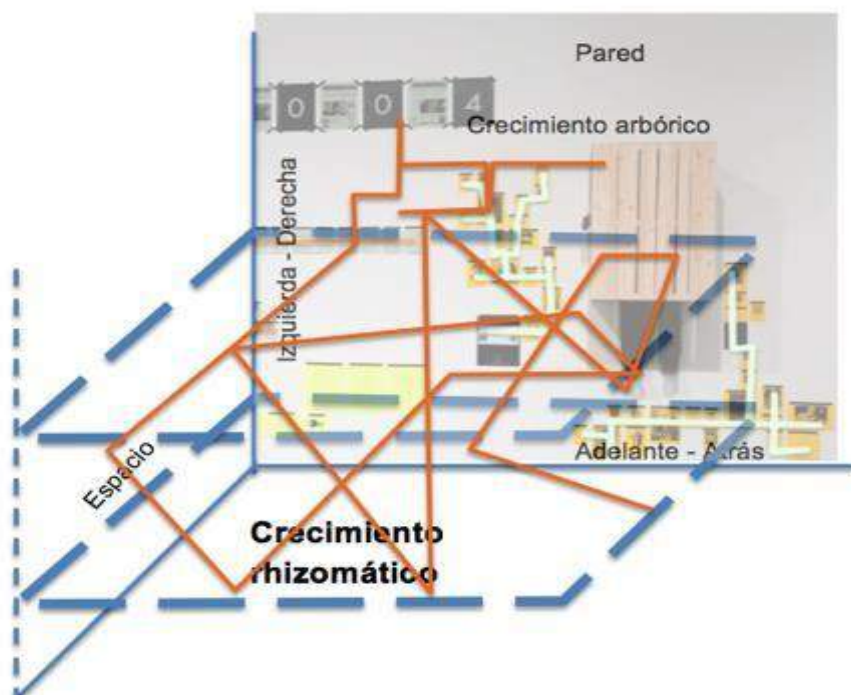 Pared
0 0 4
Crecimiento arbórico
Izquierda - Derecha
Adelante - Atrás
Espacio
Crecimiento
rhizomático